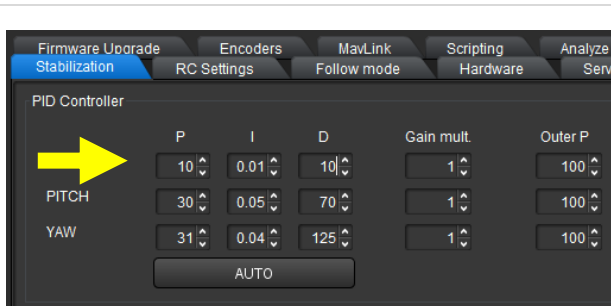 Firmware Upgrade Encoders MavLink Scripting Analyze
Stabilization RC Settings Follow mode Hardware Serv
PID Controller
P I D Gain mult. Outer P
10 0.01 10 1 100
PITCH 30 0.05 70 1 100
YAW 31 0.04 125 1 100
AUTO